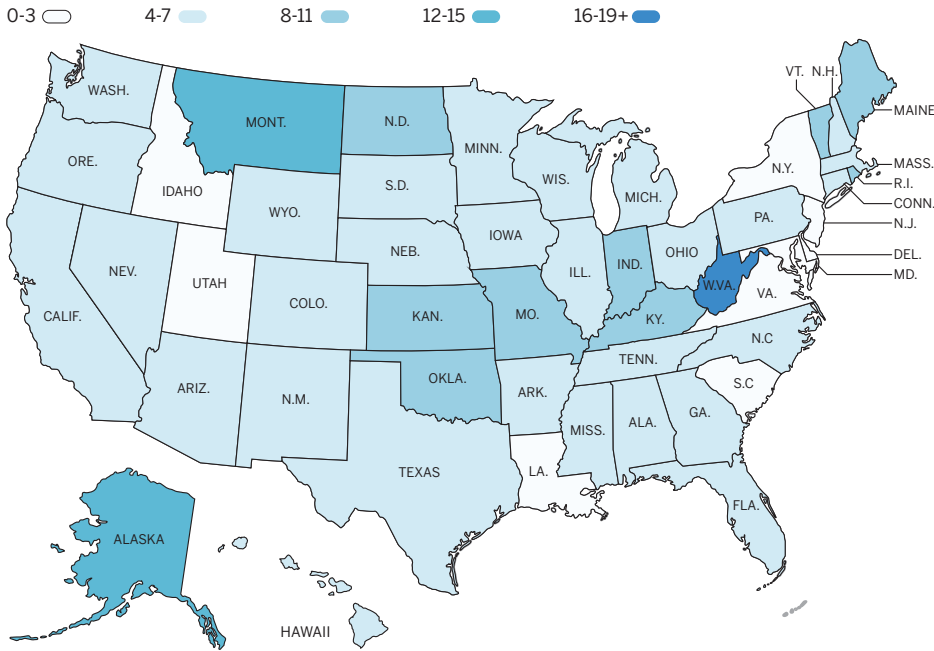 0-3 4-7 8-11 12-15 16-19+
VT. N.H.
WASH.
MAINE
MONT.
N.D.
MINN.
ORE.
MASS.
N.Y.
WIS.
R.I.
S.D.
IDAHO
MICH.
CONN.
WYO.
PA.
N.J.
IOWA
NEB.
OHIO
DEL.
IND.
NEV.
ILL.
MD.
UTAH
W.VA.
VA.
COLO.
CALIF.
KAN.
MO.
KY.
N.C
TENN.
OKLA.
S.C
ARIZ.
ARK.
N.M.
GA.
ALA.
MISS.
TEXAS
LA.
FLA.
ALASKA
HAWAII